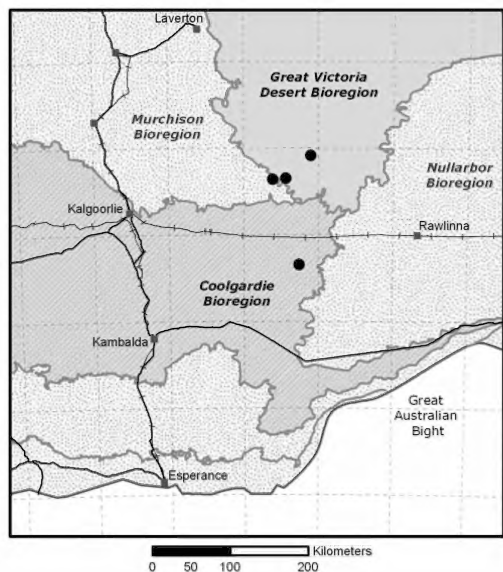 Laverton
Great Victoria
Desert Bioregion
Murchison
Bioregion
Nullarbor
Bioregion
Kalgoorlie
Rawlinna
Coolgardie
Bioregion
Kambalda
Great
Australian
Bight
Esperance
Kilometers
0 50 100 200